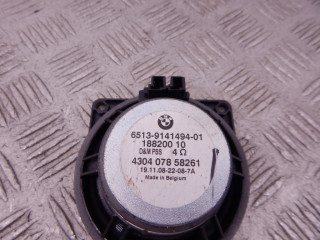 6513-9141494-01
188200 10
D&M PSS 4 Ω
4304 078 58261
19.11.08-22-08-7A
Made in Belgium